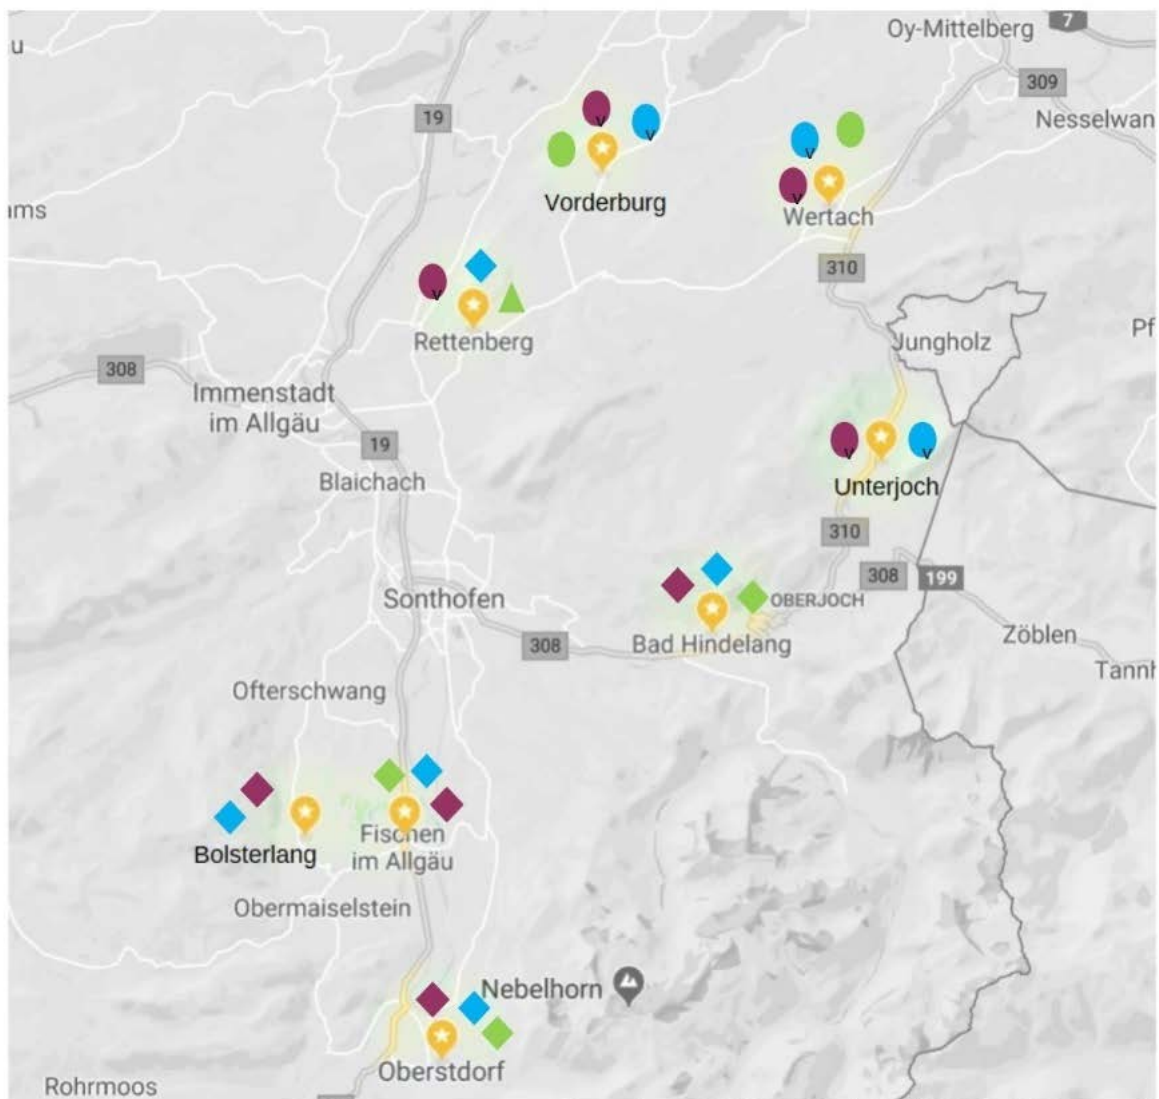 7
Oy-Mittelberg
u
309
19
Nesselwan
v
v
v
v
Vorderburg
ms
Wertach
310
v
Rettenberg
Jungholz
Pf
308
Immenstadt
im Allgäu
19
v
v
Blaichach
Unterjoch
310
308
199
Sonthofen
OBERJOCH
308
Bad Hindelang
Zöblen
Tannh
Ofterschwang
Fischen
im Allgäu
Bolsterlang
Obermaiselstein
Nebelhorn
Oberstdorf
Rohrmoos